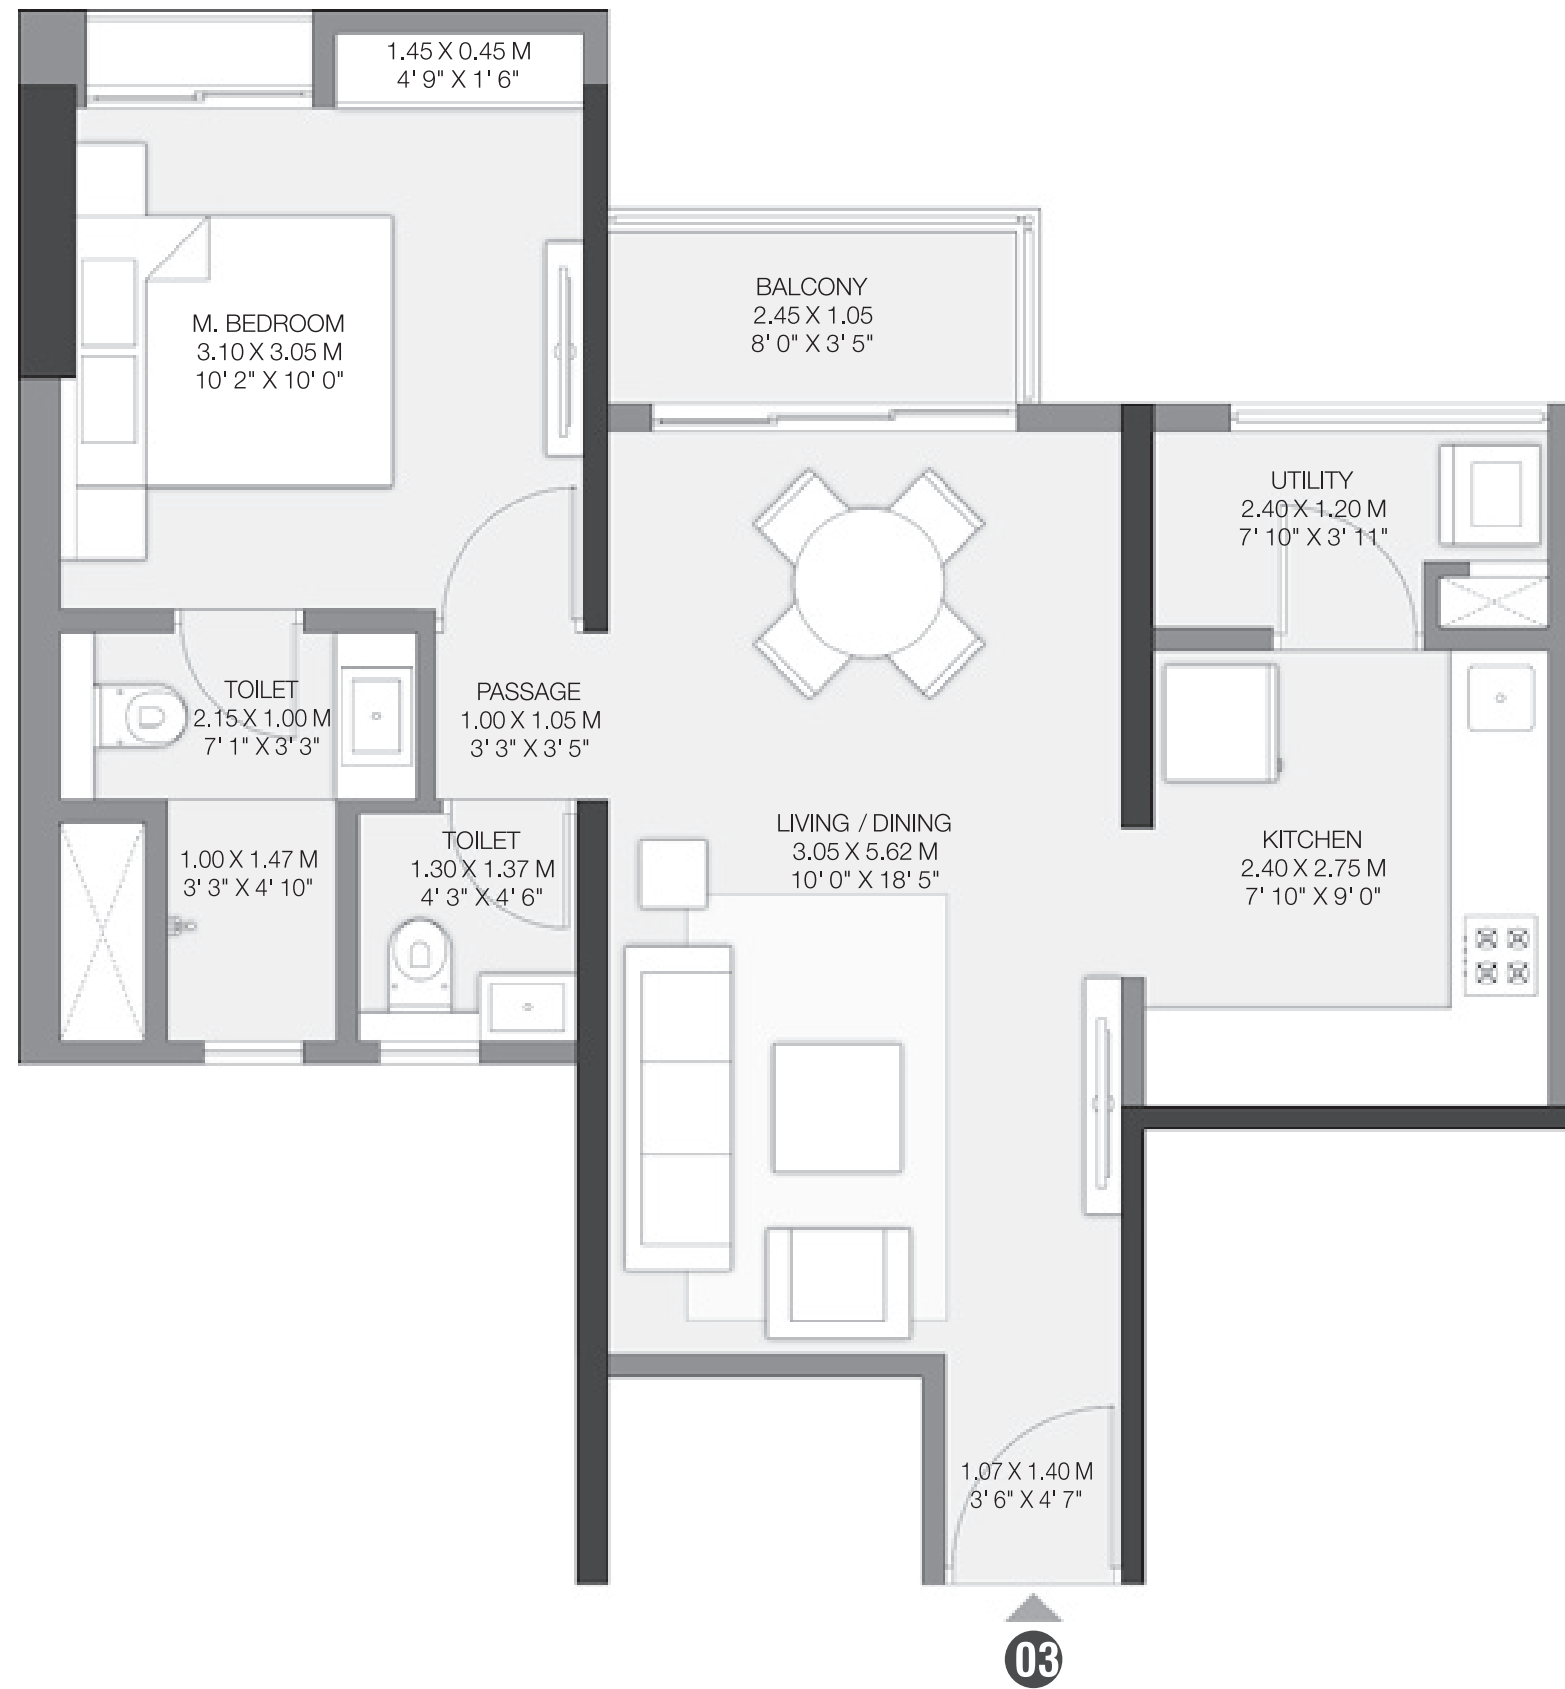 1.45 X 0.45 M
4' 9" X 1' 6"
M. BEDROOM
3.10 X 3.05 M
10' 2" X 10' 0"
BALCONY
2.45 X 1.05
8' 0" X 3' 5"
UTILITY
2.40 X 1.20 M
7' 10" X 3' 11"
TOILET
2.15 X 1.00 M
7' 1" X 3' 3"
PASSAGE
1.00 X 1.05 M
3' 3" X 3' 5"
1.00 X 1.47 M
3' 3" X 4' 10"
TOILET
1.30 X 1.37 M
4' 3" X 4' 6"
LIVING / DINING
3.05 X 5.62 M
10' 0" X 18' 5"
KITCHEN
2.40 X 2.75 M
7' 10" X 9' 0"
1.07 X 1.40 M
3' 6" X 4' 7"
03